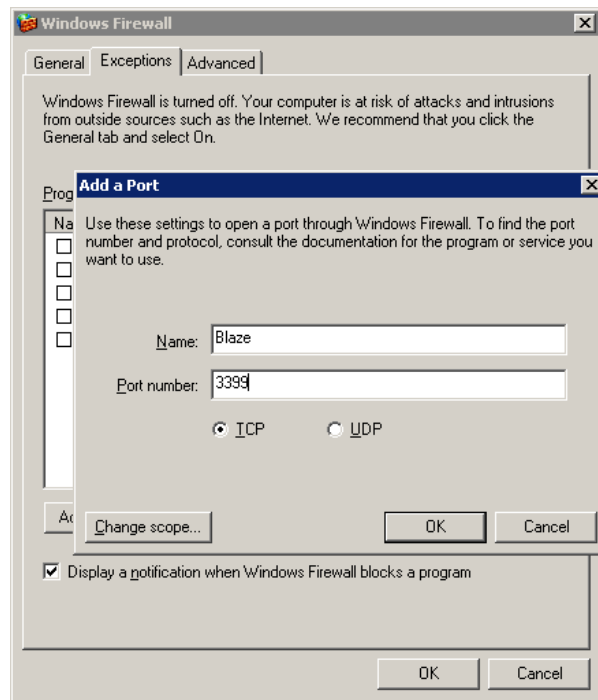 Windows Firewall
General Exceptions Advanced
Windows Firewall is turned off. Your computer is at risk of attacks and intrusions
from outside sources such as the Internet. We recommend that you click the
General tab and select On.
Prog
Na
Add a Port
Use these settings to open a port through Windows Firewall. To find the port
number and protocol, consult the documentation for the program or service you
want to use.
Name: Blaze
Port number: 3399
TCP UDP
Change scope... OK Cancel
Display a notification when Windows Firewall blocks a program
OK Cancel